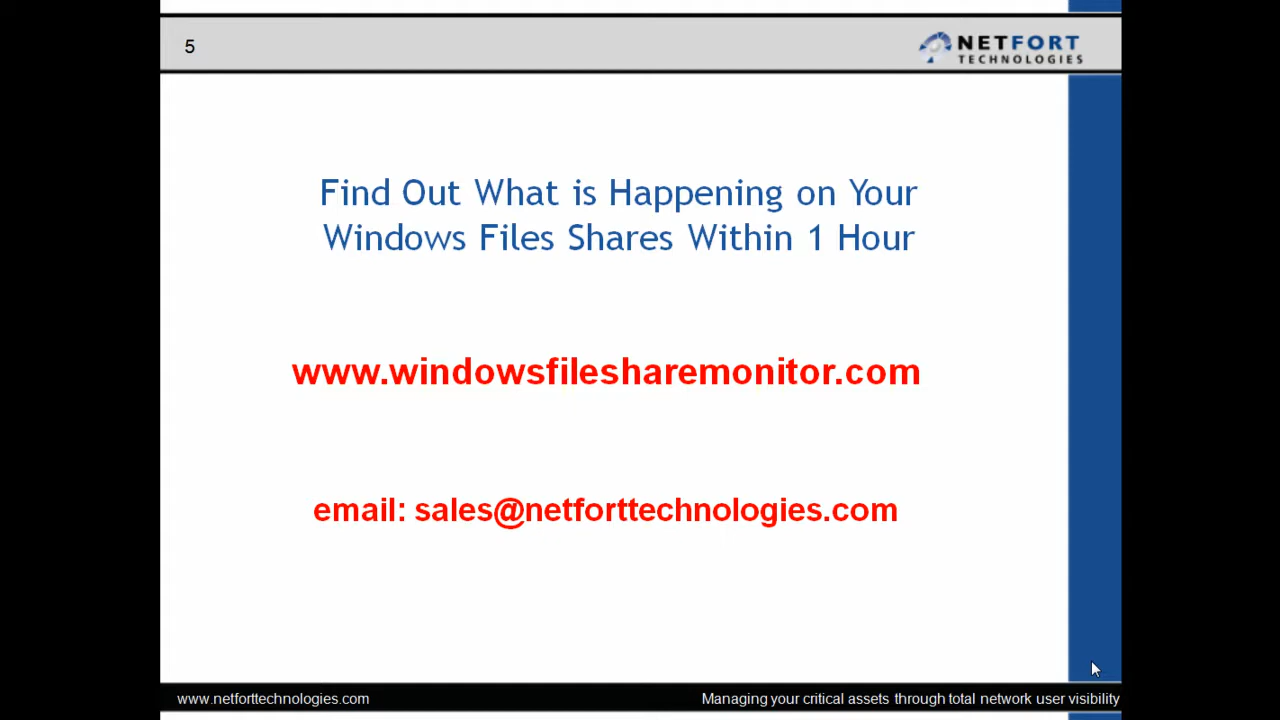 5
NETFORT
TECHNOLOGIES
Find Out What is Happening on Your
Windows Files Shares Within 1 Hour
www.windowsfilesharemonitor.com
email: sales@netforttechnologies.com
www.netforttechnologies.com
Managing your critical assets through total network user visibility